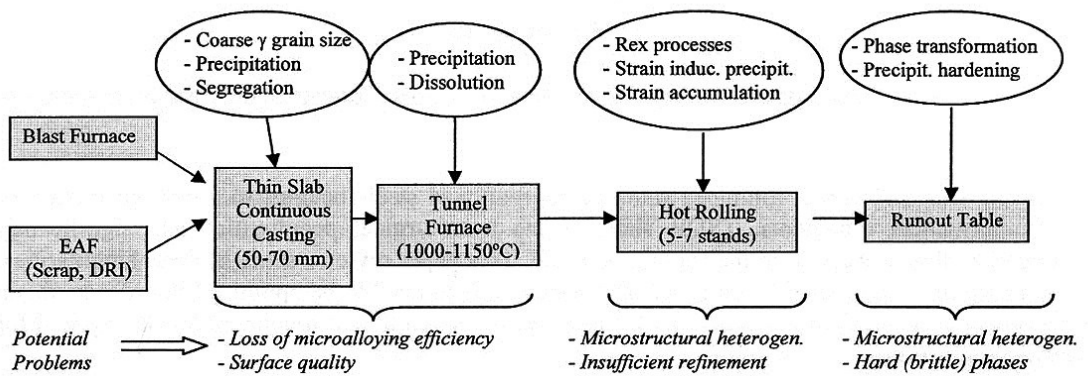 - Coarse γ grain size
- Precipitation
- Segregation
- Precipitation
- Dissolution
- Rex processes
- Strain induc. precipit.
- Strain accumulation
- Phase transformation
- Precipit. hardening
Blast Furnace
EAF
(Scrap, DRI)
Thin Slab
Continuous
Casting
(50-70 mm)
Tunnel
Furnace
(1000-1150ºC)
Hot Rolling
(5-7 stands)
Runout Table
Potential
Problems
- Loss of microalloying efficiency
- Surface quality
- Microstructural heterogen.
- Insufficient refinement
- Microstructural heterogen.
- Hard (brittle) phases